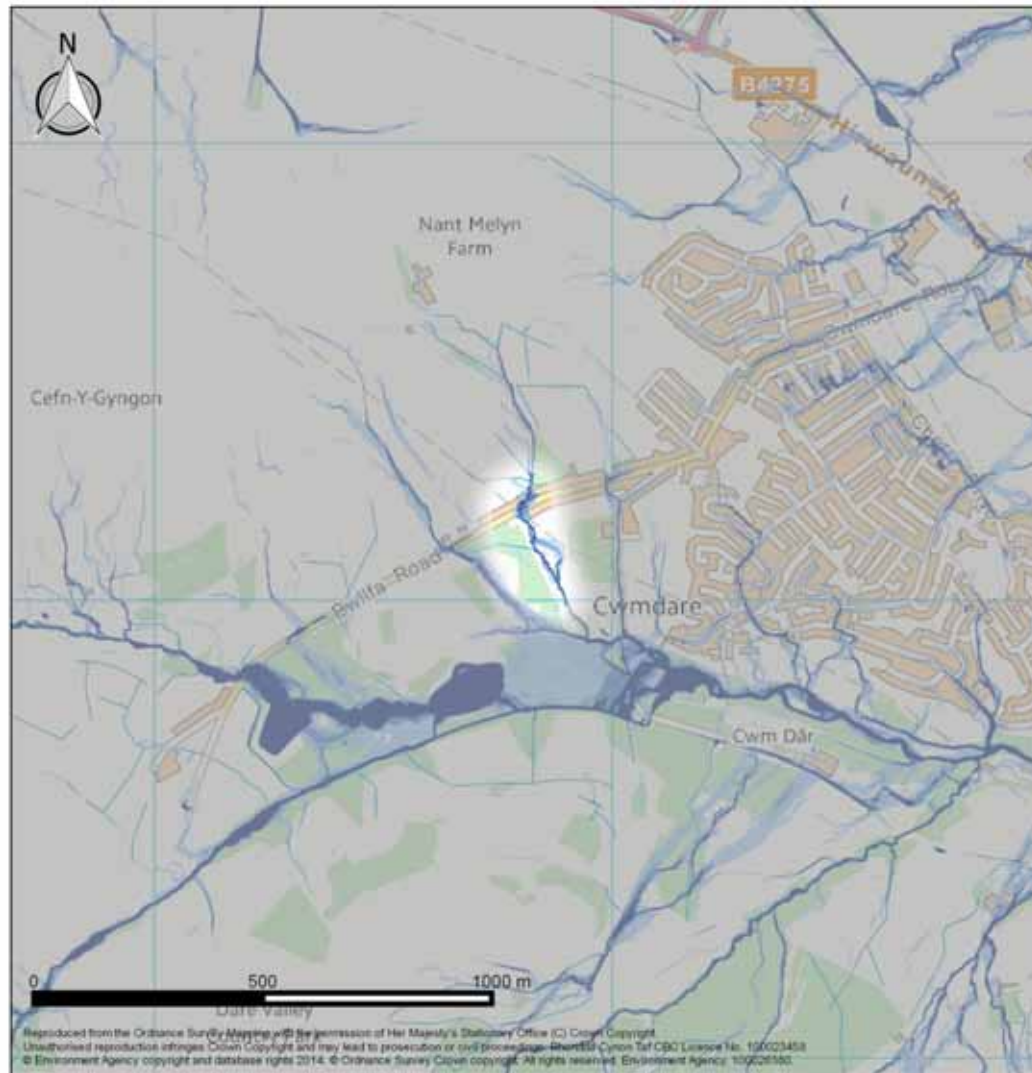 N
B4275
Nant Melyn
Farm
Cwmdare Road
Cefn-Y-Gyngon
Bwllfa Road
Cwmdare
Cwm Dâr
0 500 1000 m
Dare Valley
Reproduced from the Ordnance Survey Mapping with the permission of Her Majesty's Stationery Office (C) Crown Copyright.
Unauthorised reproduction infringes Crown Copyright and may lead to prosecution or civil proceedings. Rhondda Cynon Taf CBC Licence No. 100023458
© Environment Agency copyright and database rights 2014. © Ordnance Survey Crown copyright. All rights reserved. Environment Agency,